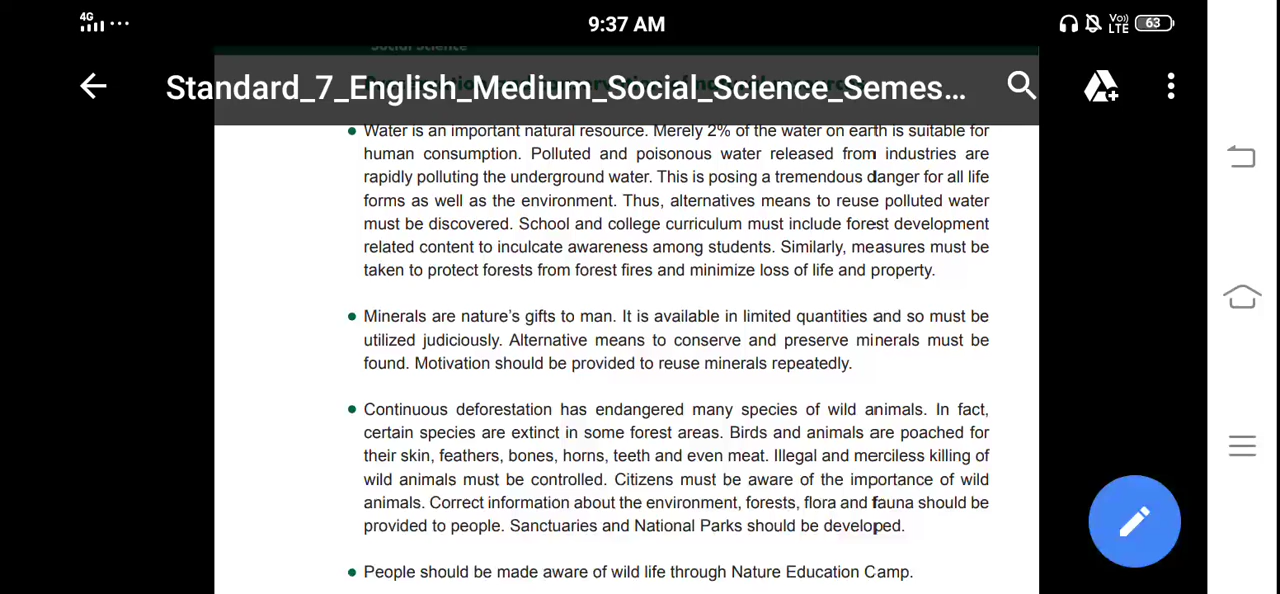 4G
9:37 AM
Vo)
LTE
63
Social Science
Standard_7_English_Medium_Social_Science_Semes...
Water is an important natural resource. Merely 2% of the water on earth is suitable for
human consumption. Polluted and poisonous water released from industries are
rapidly polluting the underground water. This is posing a tremendous danger for all life
forms as well as the environment. Thus, alternatives means to reuse polluted water
must be discovered. School and college curriculum must include forest development
related content to inculcate awareness among students. Similarly, measures must be
taken to protect forests from forest fires and minimize loss of life and property.
Minerals are nature's gifts to man. It is available in limited quantities and so must be
utilized judiciously. Alternative means to conserve and preserve minerals must be
found. Motivation should be provided to reuse minerals repeatedly.
Continuous deforestation has endangered many species of wild animals. In fact,
certain species are extinct in some forest areas. Birds and animals are poached for
their skin, feathers, bones, horns, teeth and even meat. Illegal and merciless killing of
wild animals must be controlled. Citizens must be aware of the importance of wild
animals. Correct information about the environment, forests, flora and fauna should be
provided to people. Sanctuaries and National Parks should be developed.
People should be made aware of wild life through Nature Education Camp.